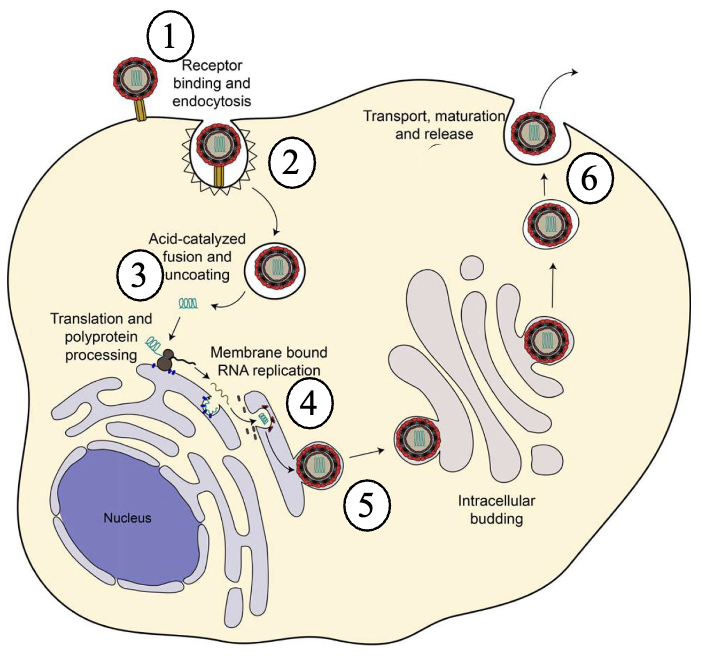 1
Receptor
binding and
endocytosis
2
Transport, maturation
and release
6
Acid-catalyzed
fusion and
uncoating
3
Translation and
polyprotein
processing
Membrane bound
RNA replication
4
5
Intracellular
budding
Nucleus